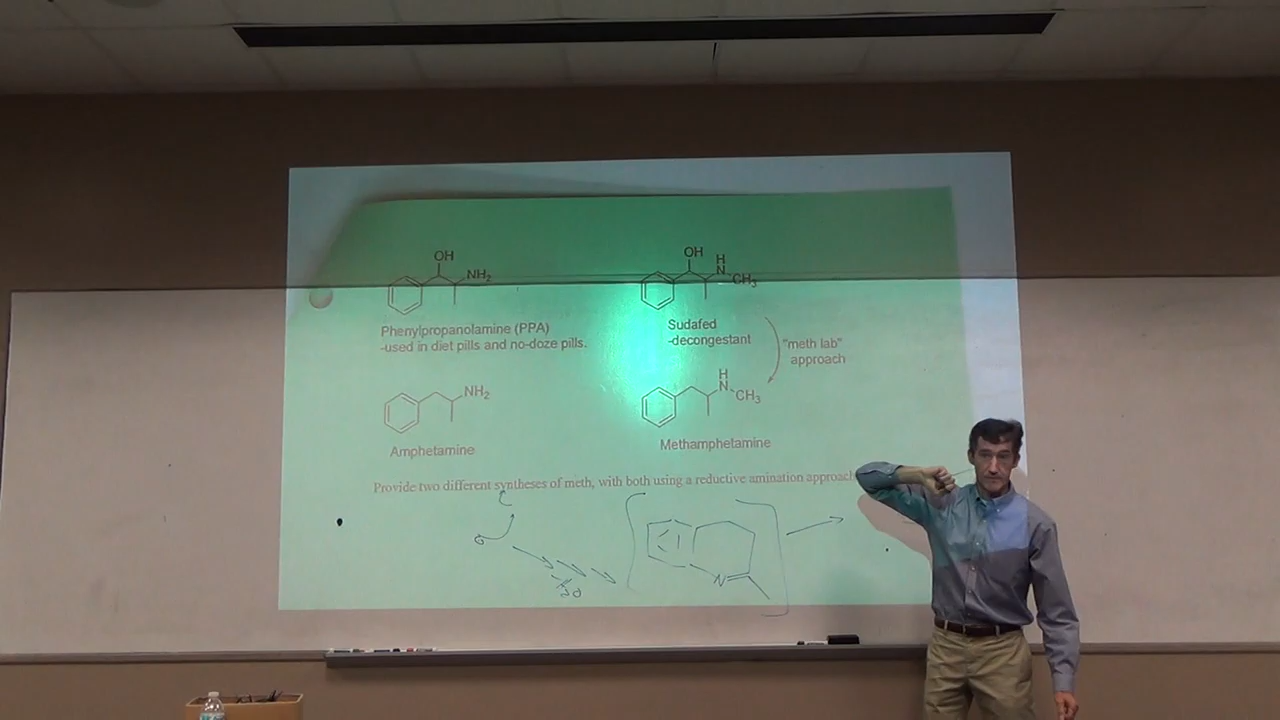 OH
NH₂
Phenylpropanolamine (PPA)
-used in diet pills and no-doze pills.
OH
H
N
CH₃
Sudafed
-decongestant
"meth lab"
approach
NH₂
Amphetamine
H
N
CH₃
Methamphetamine
Provide two different syntheses of meth, with both using a reductive amination approach
N